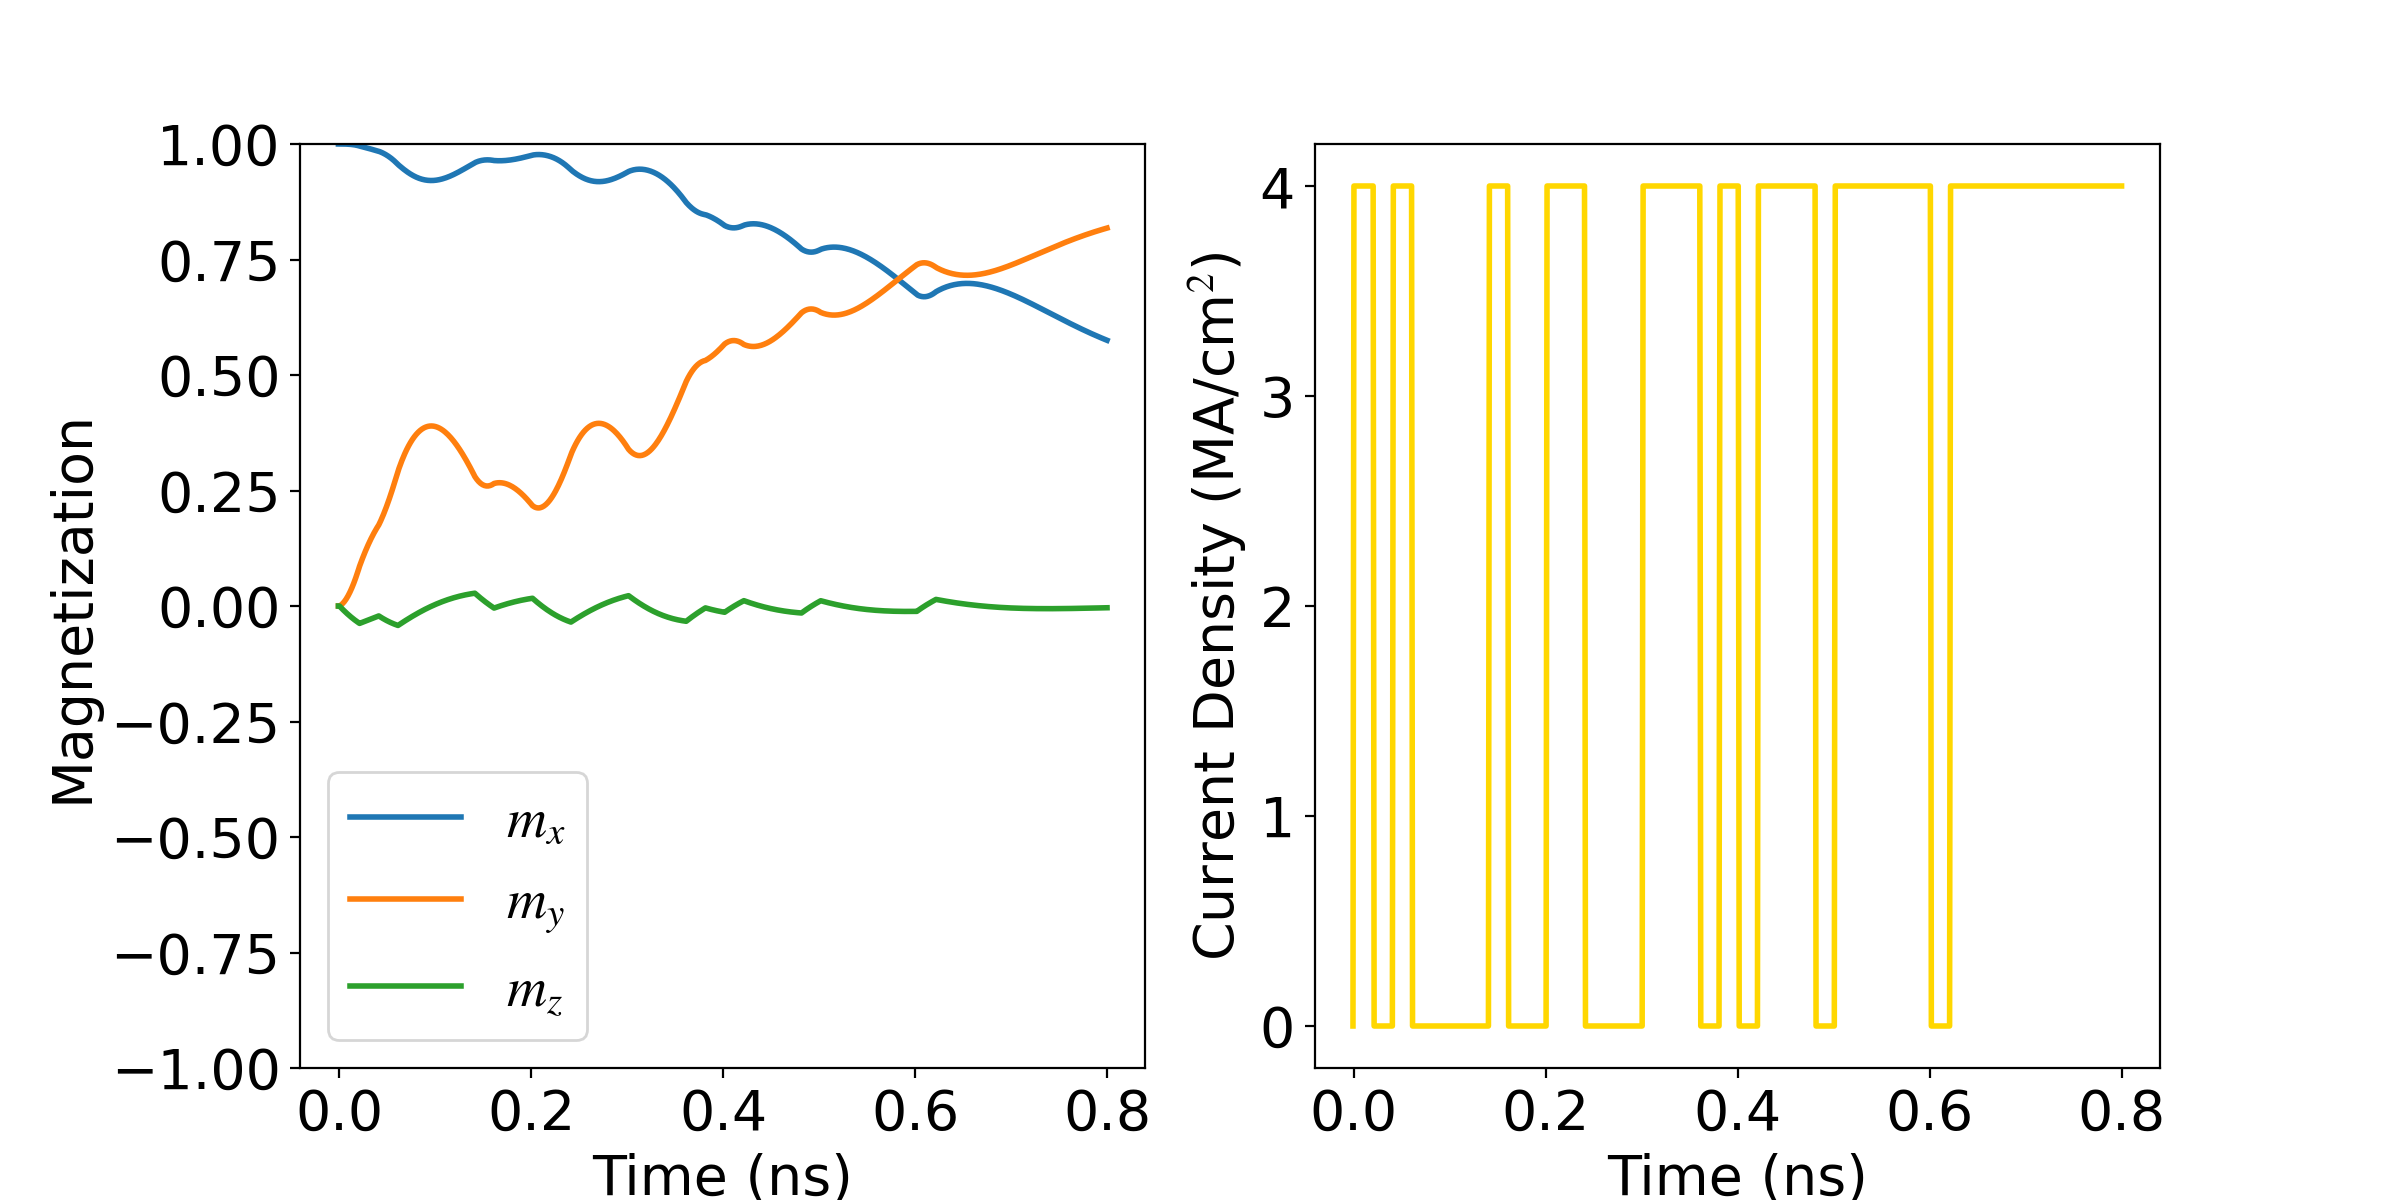 Magnetization
1.00
0.75
0.50
0.25
0.00
−0.25
−0.50
−0.75
−1.00
m_x
m_y
m_z
0.0 0.2 0.4 0.6 0.8
Time (ns)
Current Density (MA/cm²)
4
3
2
1
0
0.0 0.2 0.4 0.6 0.8
Time (ns)